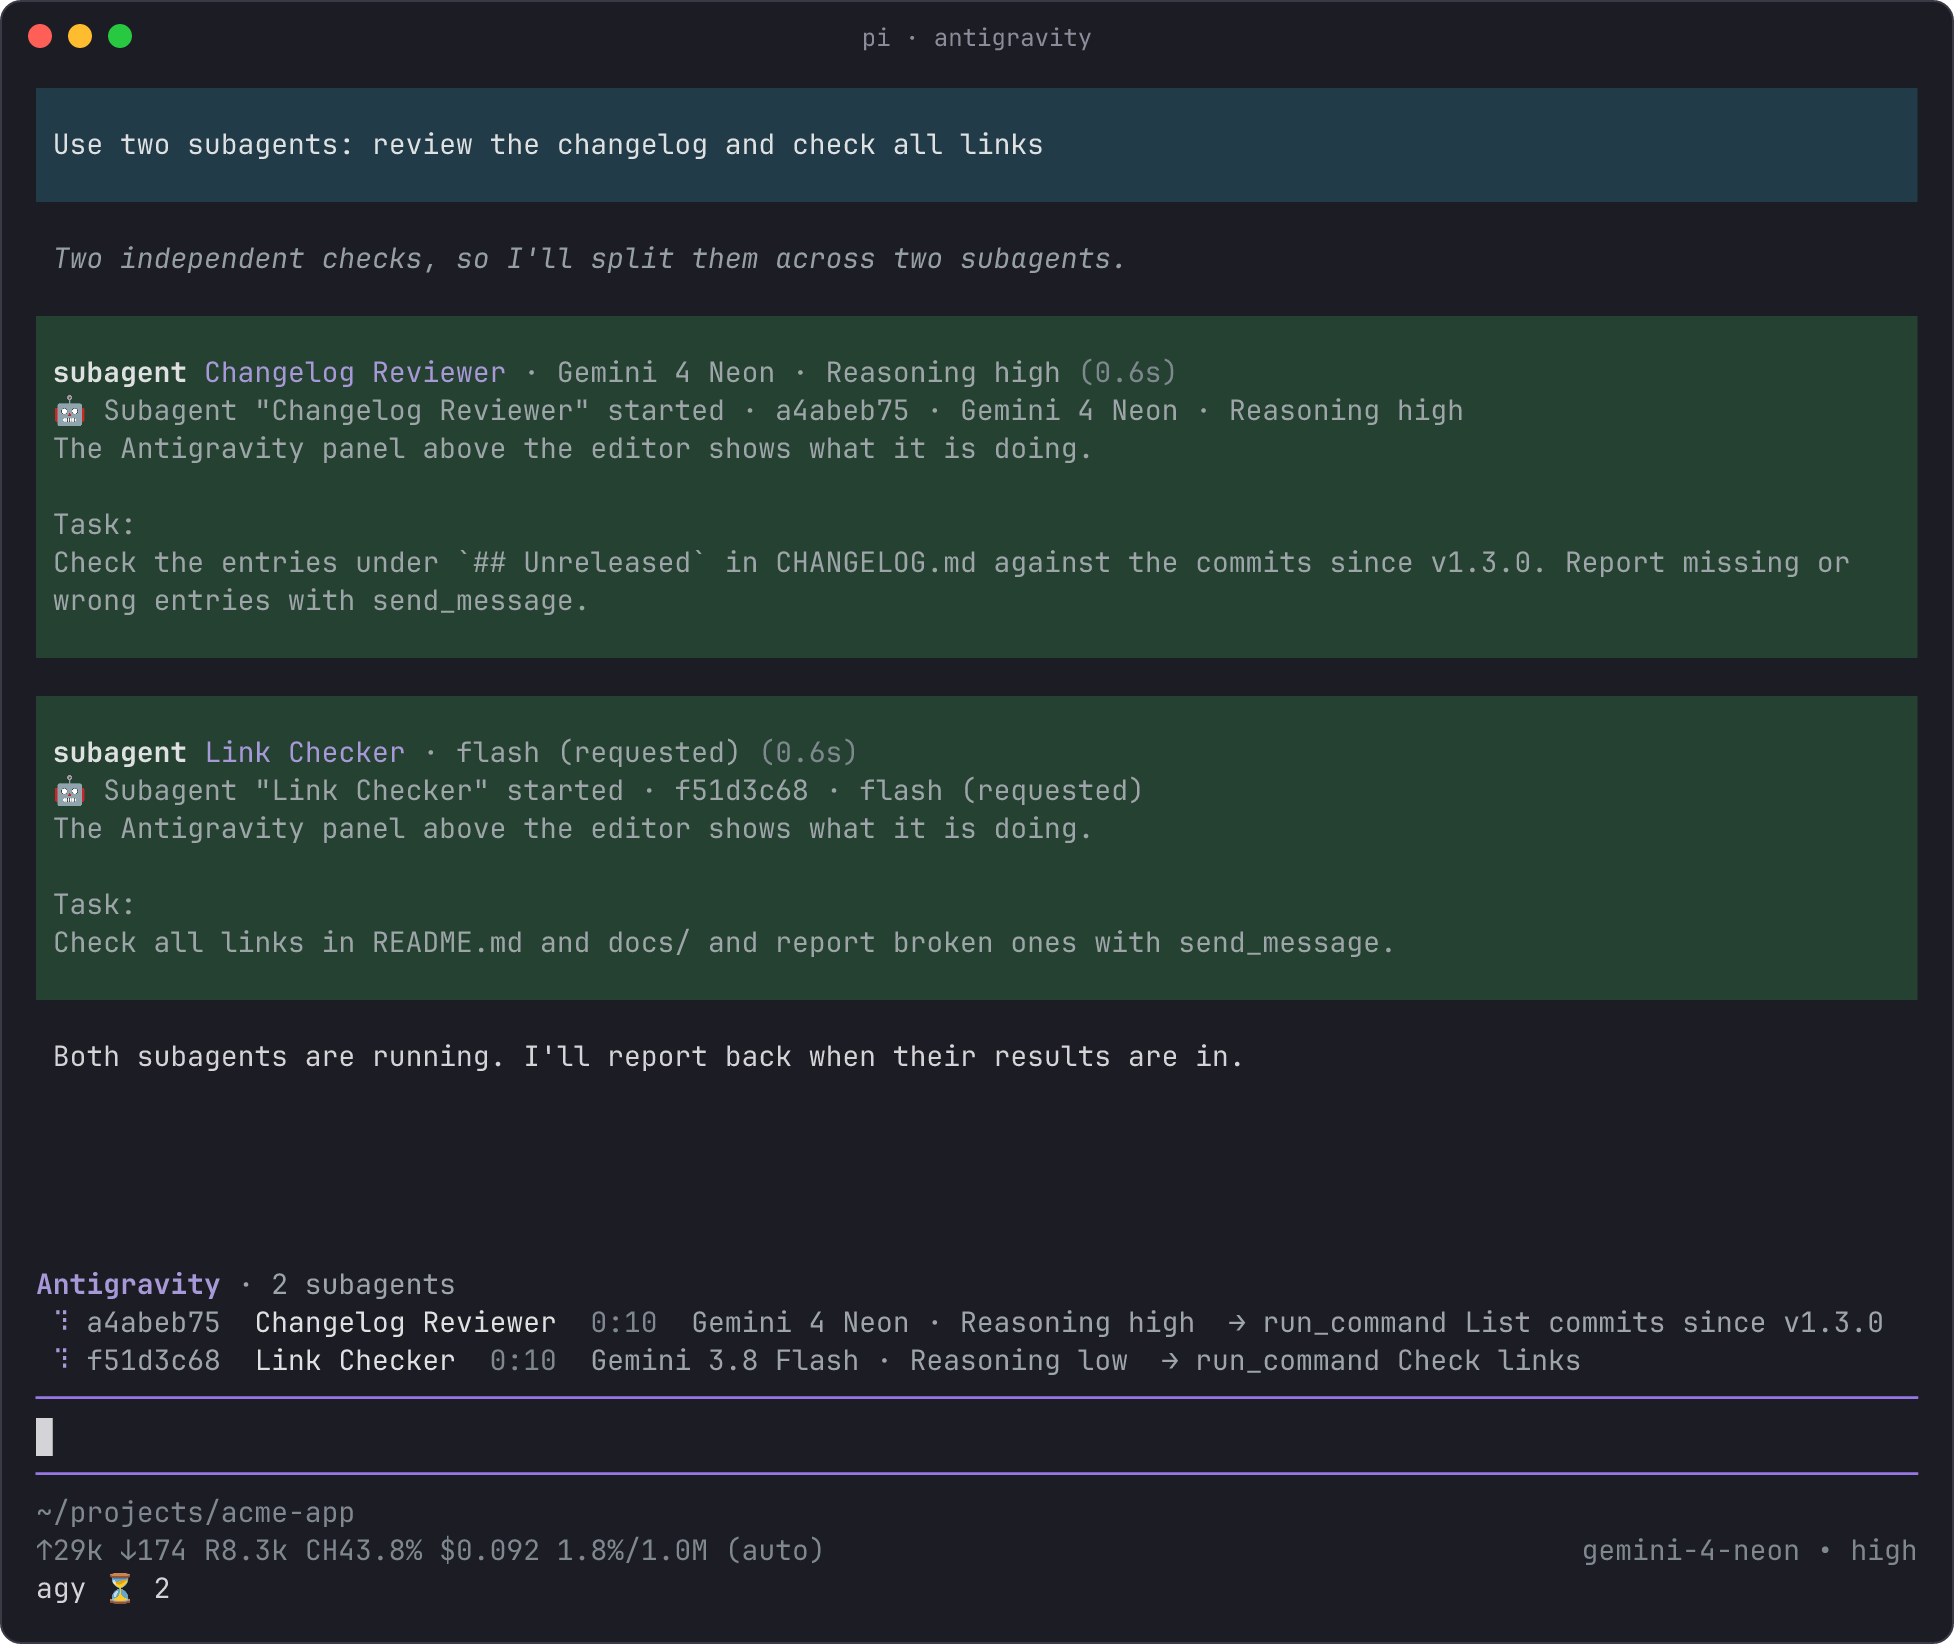 pi · antigravity
Use two subagents: review the changelog and check all links
Two independent checks, so I'll split them across two subagents.
subagent Changelog Reviewer · Gemini 4 Neon · Reasoning high (0.6s)
🤖 Subagent "Changelog Reviewer" started · a4abeb75 · Gemini 4 Neon · Reasoning high
The Antigravity panel above the editor shows what it is doing.
Task:
Check the entries under `## Unreleased` in CHANGELOG.md against the commits since v1.3.0. Report missing or
wrong entries with send_message.
subagent Link Checker · flash (requested) (0.6s)
🤖 Subagent "Link Checker" started · f51d3c68 · flash (requested)
The Antigravity panel above the editor shows what it is doing.
Task:
Check all links in README.md and docs/ and report broken ones with send_message.
Both subagents are running. I'll report back when their results are in.
Antigravity · 2 subagents
⠙ a4abeb75  Changelog Reviewer  0:10  Gemini 4 Neon · Reasoning high  → run_command List commits since v1.3.0
⠙ f51d3c68  Link Checker  0:10  Gemini 3.8 Flash · Reasoning low  → run_command Check links
~/projects/acme-app
↑29k ↓174 R8.3k CH43.8% $0.092 1.8%/1.0M (auto) gemini-4-neon • high
agy ⏳ 2